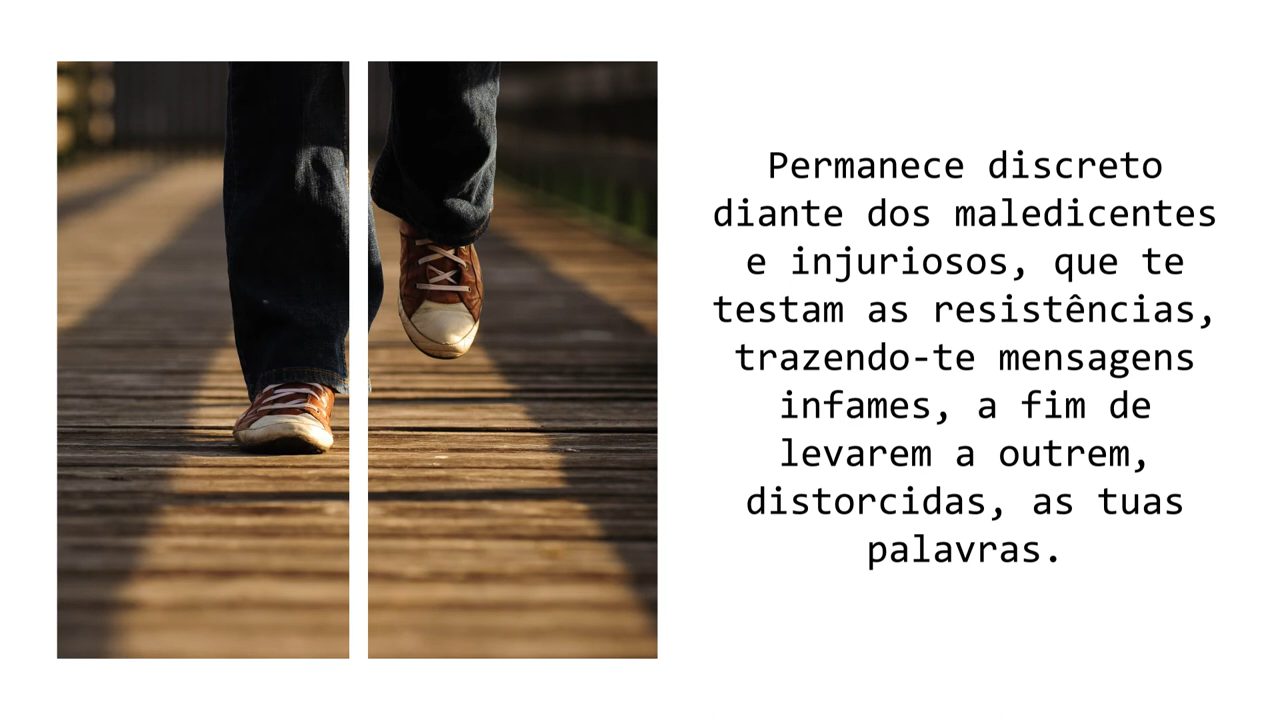 Permanece discreto
diante dos maledicentes
e injuriosos, que te
testam as resistências,
trazendo-te mensagens
infames, a fim de
levarem a outrem,
distorcidas, as tuas
palavras.